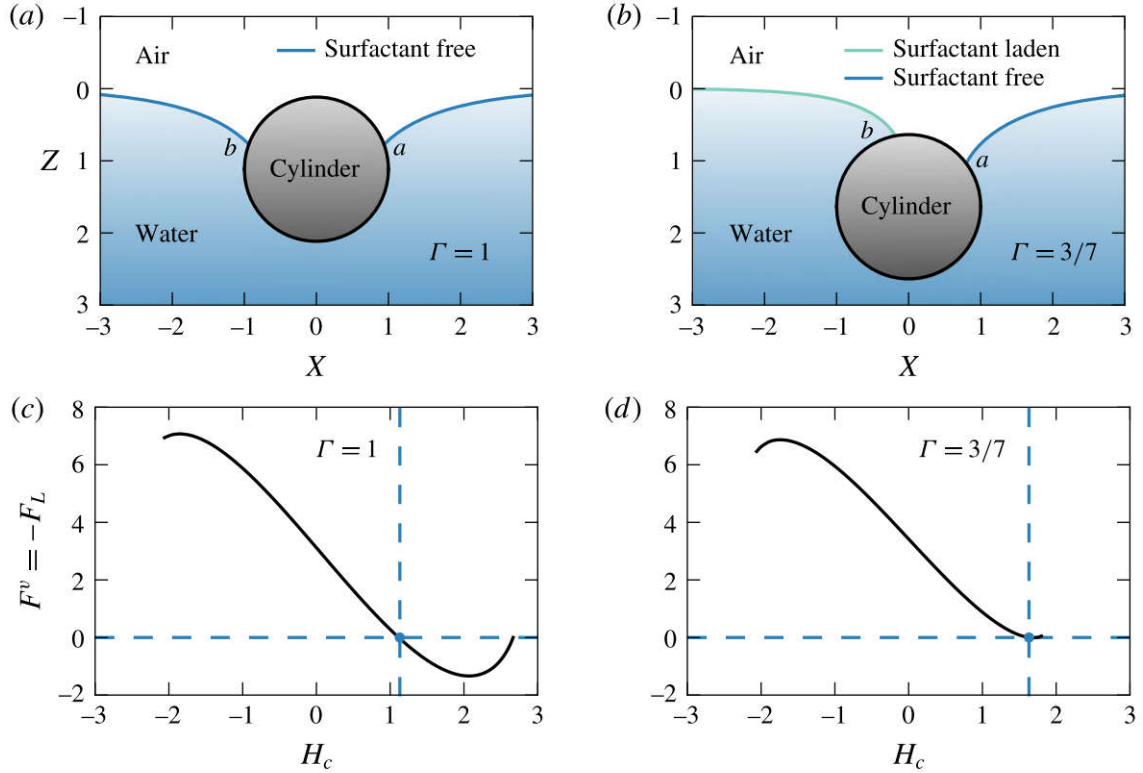 (a)
−1
Air
Surfactant free
0
b
a
Z
1
Cylinder
2
Water
Γ = 1
3
−3 −2 −1 0 1 2 3
X
(b)
−1
Air
Surfactant laden
Surfactant free
0
b
a
1
Cylinder
2
Water
Γ = 3/7
3
−3 −2 −1 0 1 2 3
X
(c)
8
6
4
2
0
−2
Γ = 1
F^v = −F_L
−3 −2 −1 0 1 2 3
H_c
(d)
8
6
4
2
0
−2
Γ = 3/7
−3 −2 −1 0 1 2 3
H_c